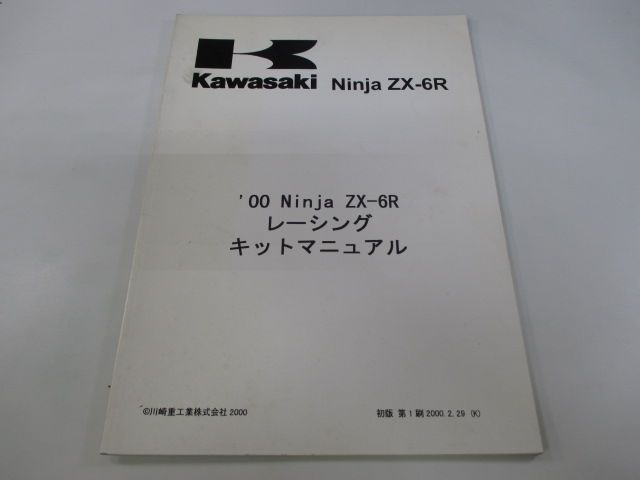 Kawasaki Ninja ZX-6R
'00 Ninja ZX-6R
レーシング
キットマニュアル
©川崎重工業株式会社 2000
初版 第1刷 2000. 2. 29 (K)